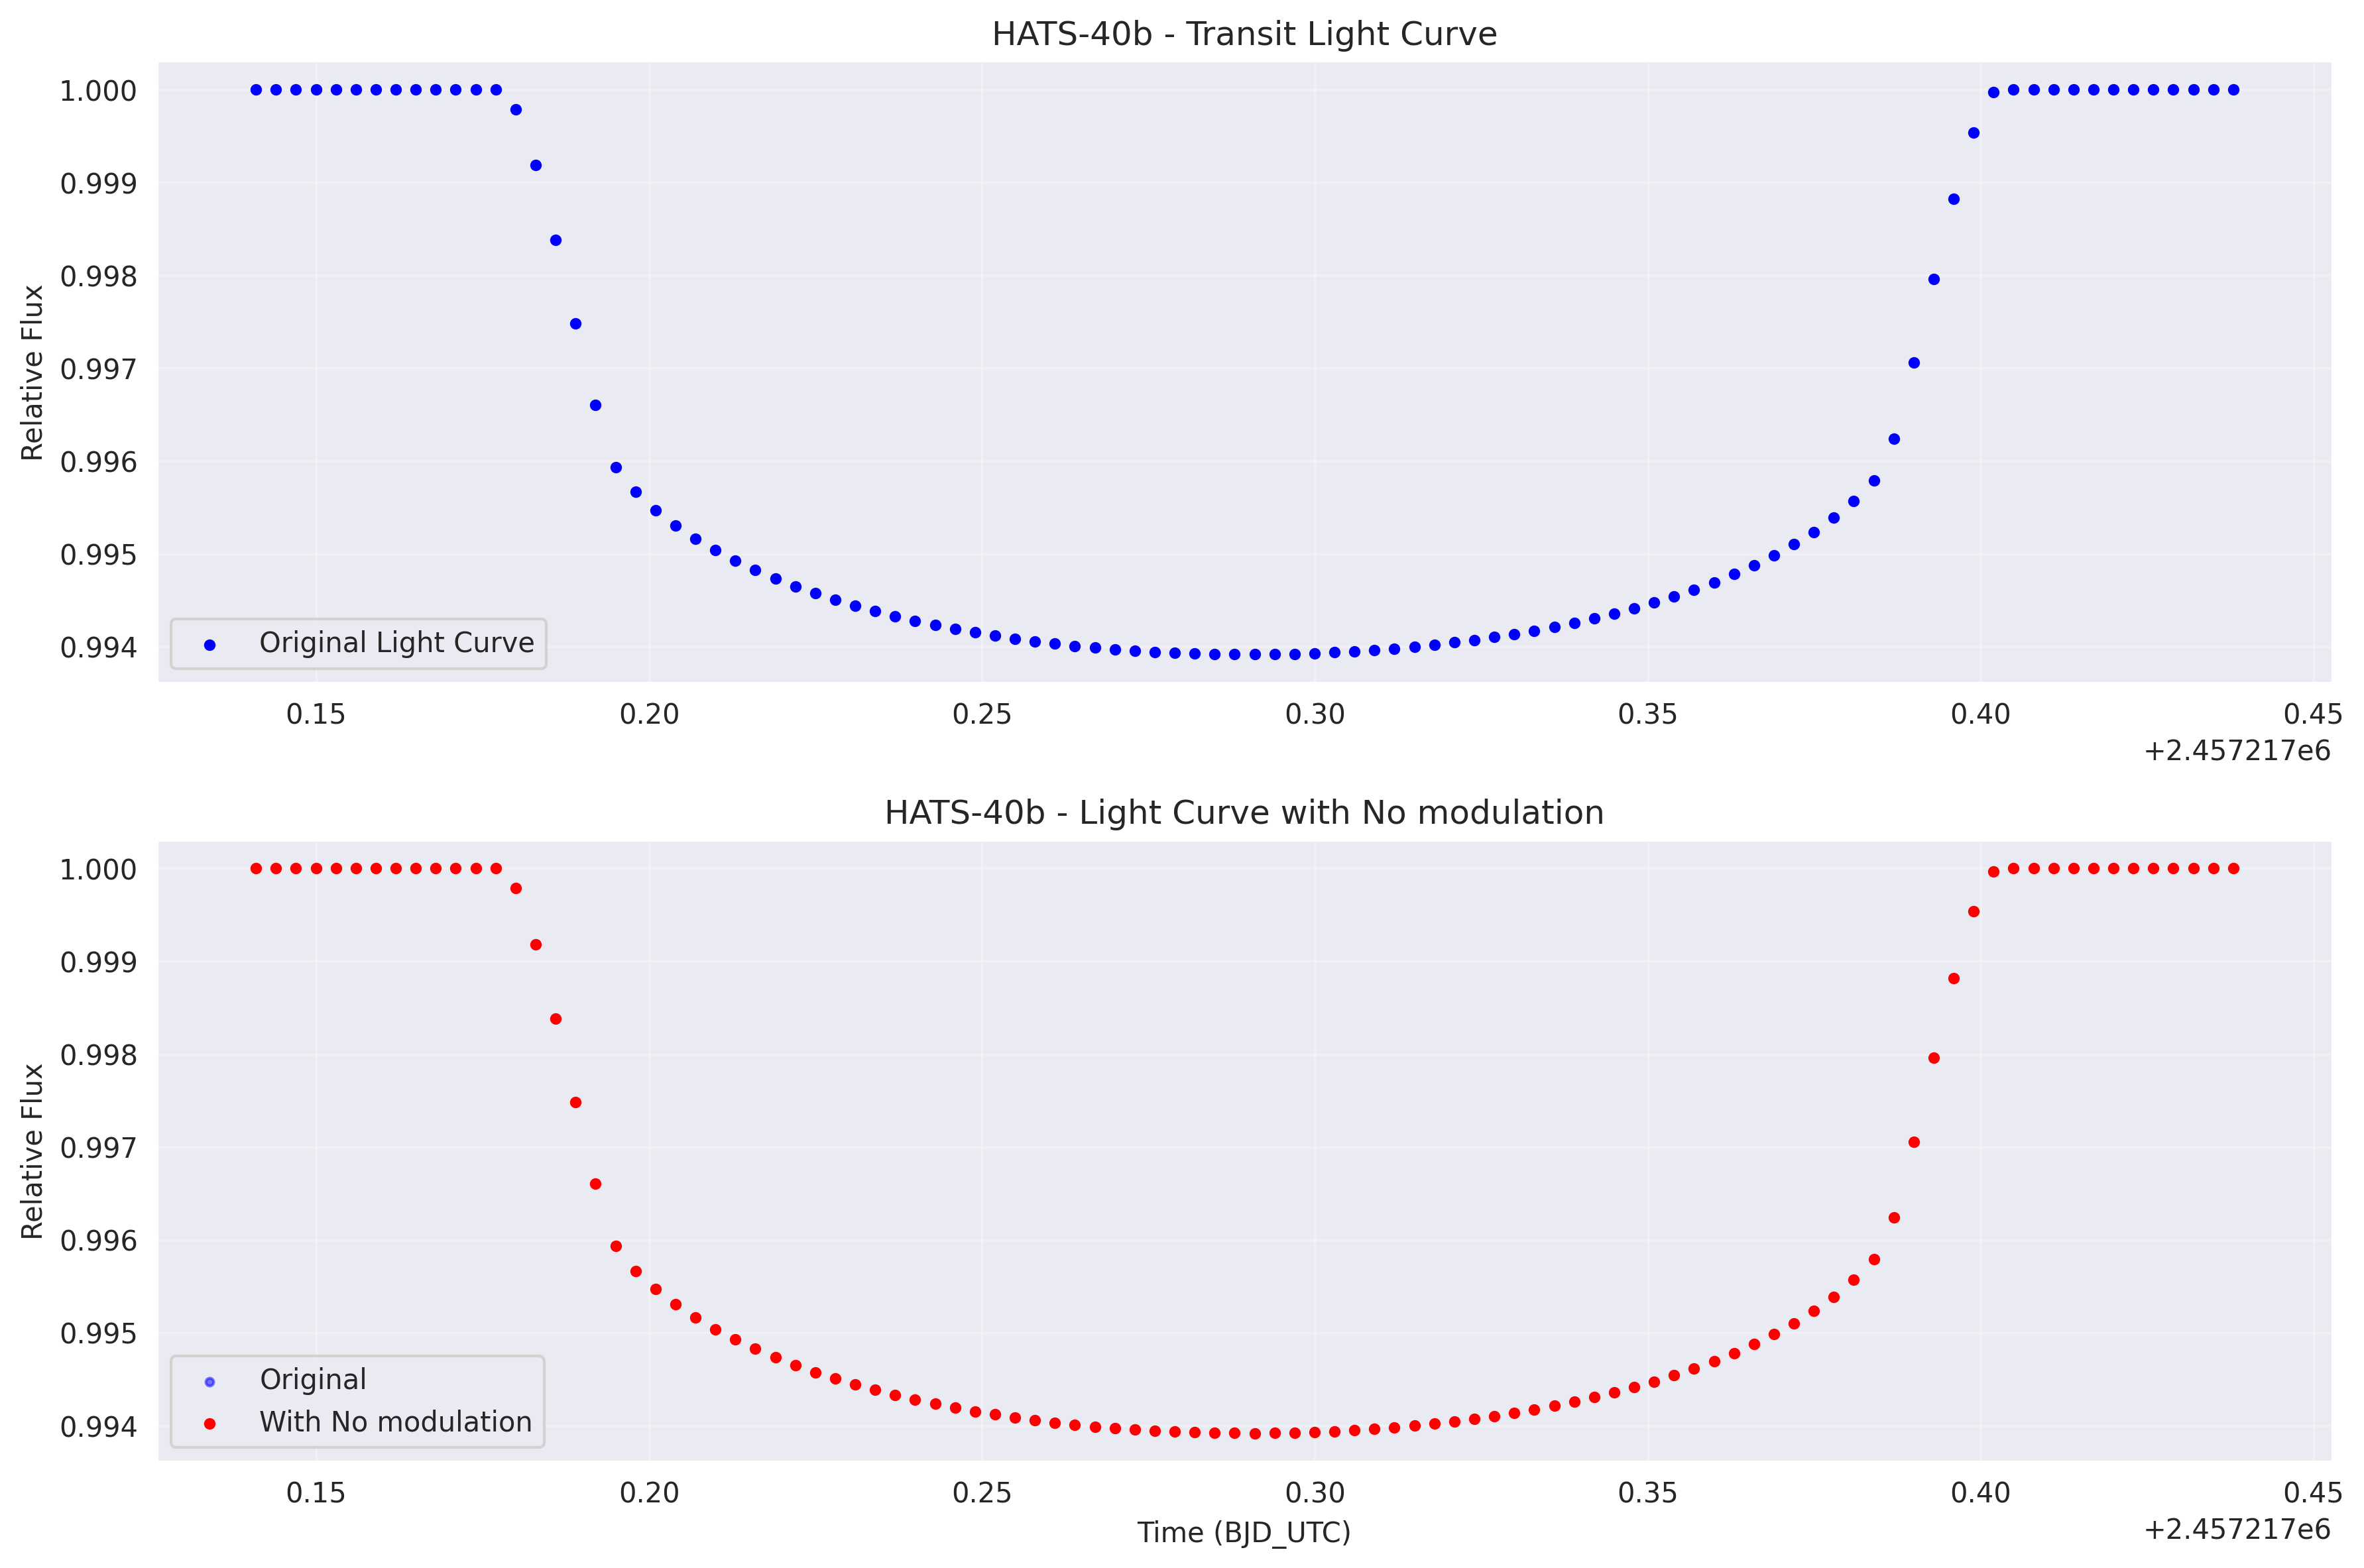 HATS-40b - Transit Light Curve
Relative Flux
1.000
0.999
0.998
0.997
0.996
0.995
0.994
Original Light Curve
0.15 0.20 0.25 0.30 0.35 0.40 0.45
+2.457217e6
HATS-40b - Light Curve with No modulation
Relative Flux
1.000
0.999
0.998
0.997
0.996
0.995
0.994
Original
With No modulation
0.15 0.20 0.25 0.30 0.35 0.40 0.45
Time (BJD_UTC)
+2.457217e6